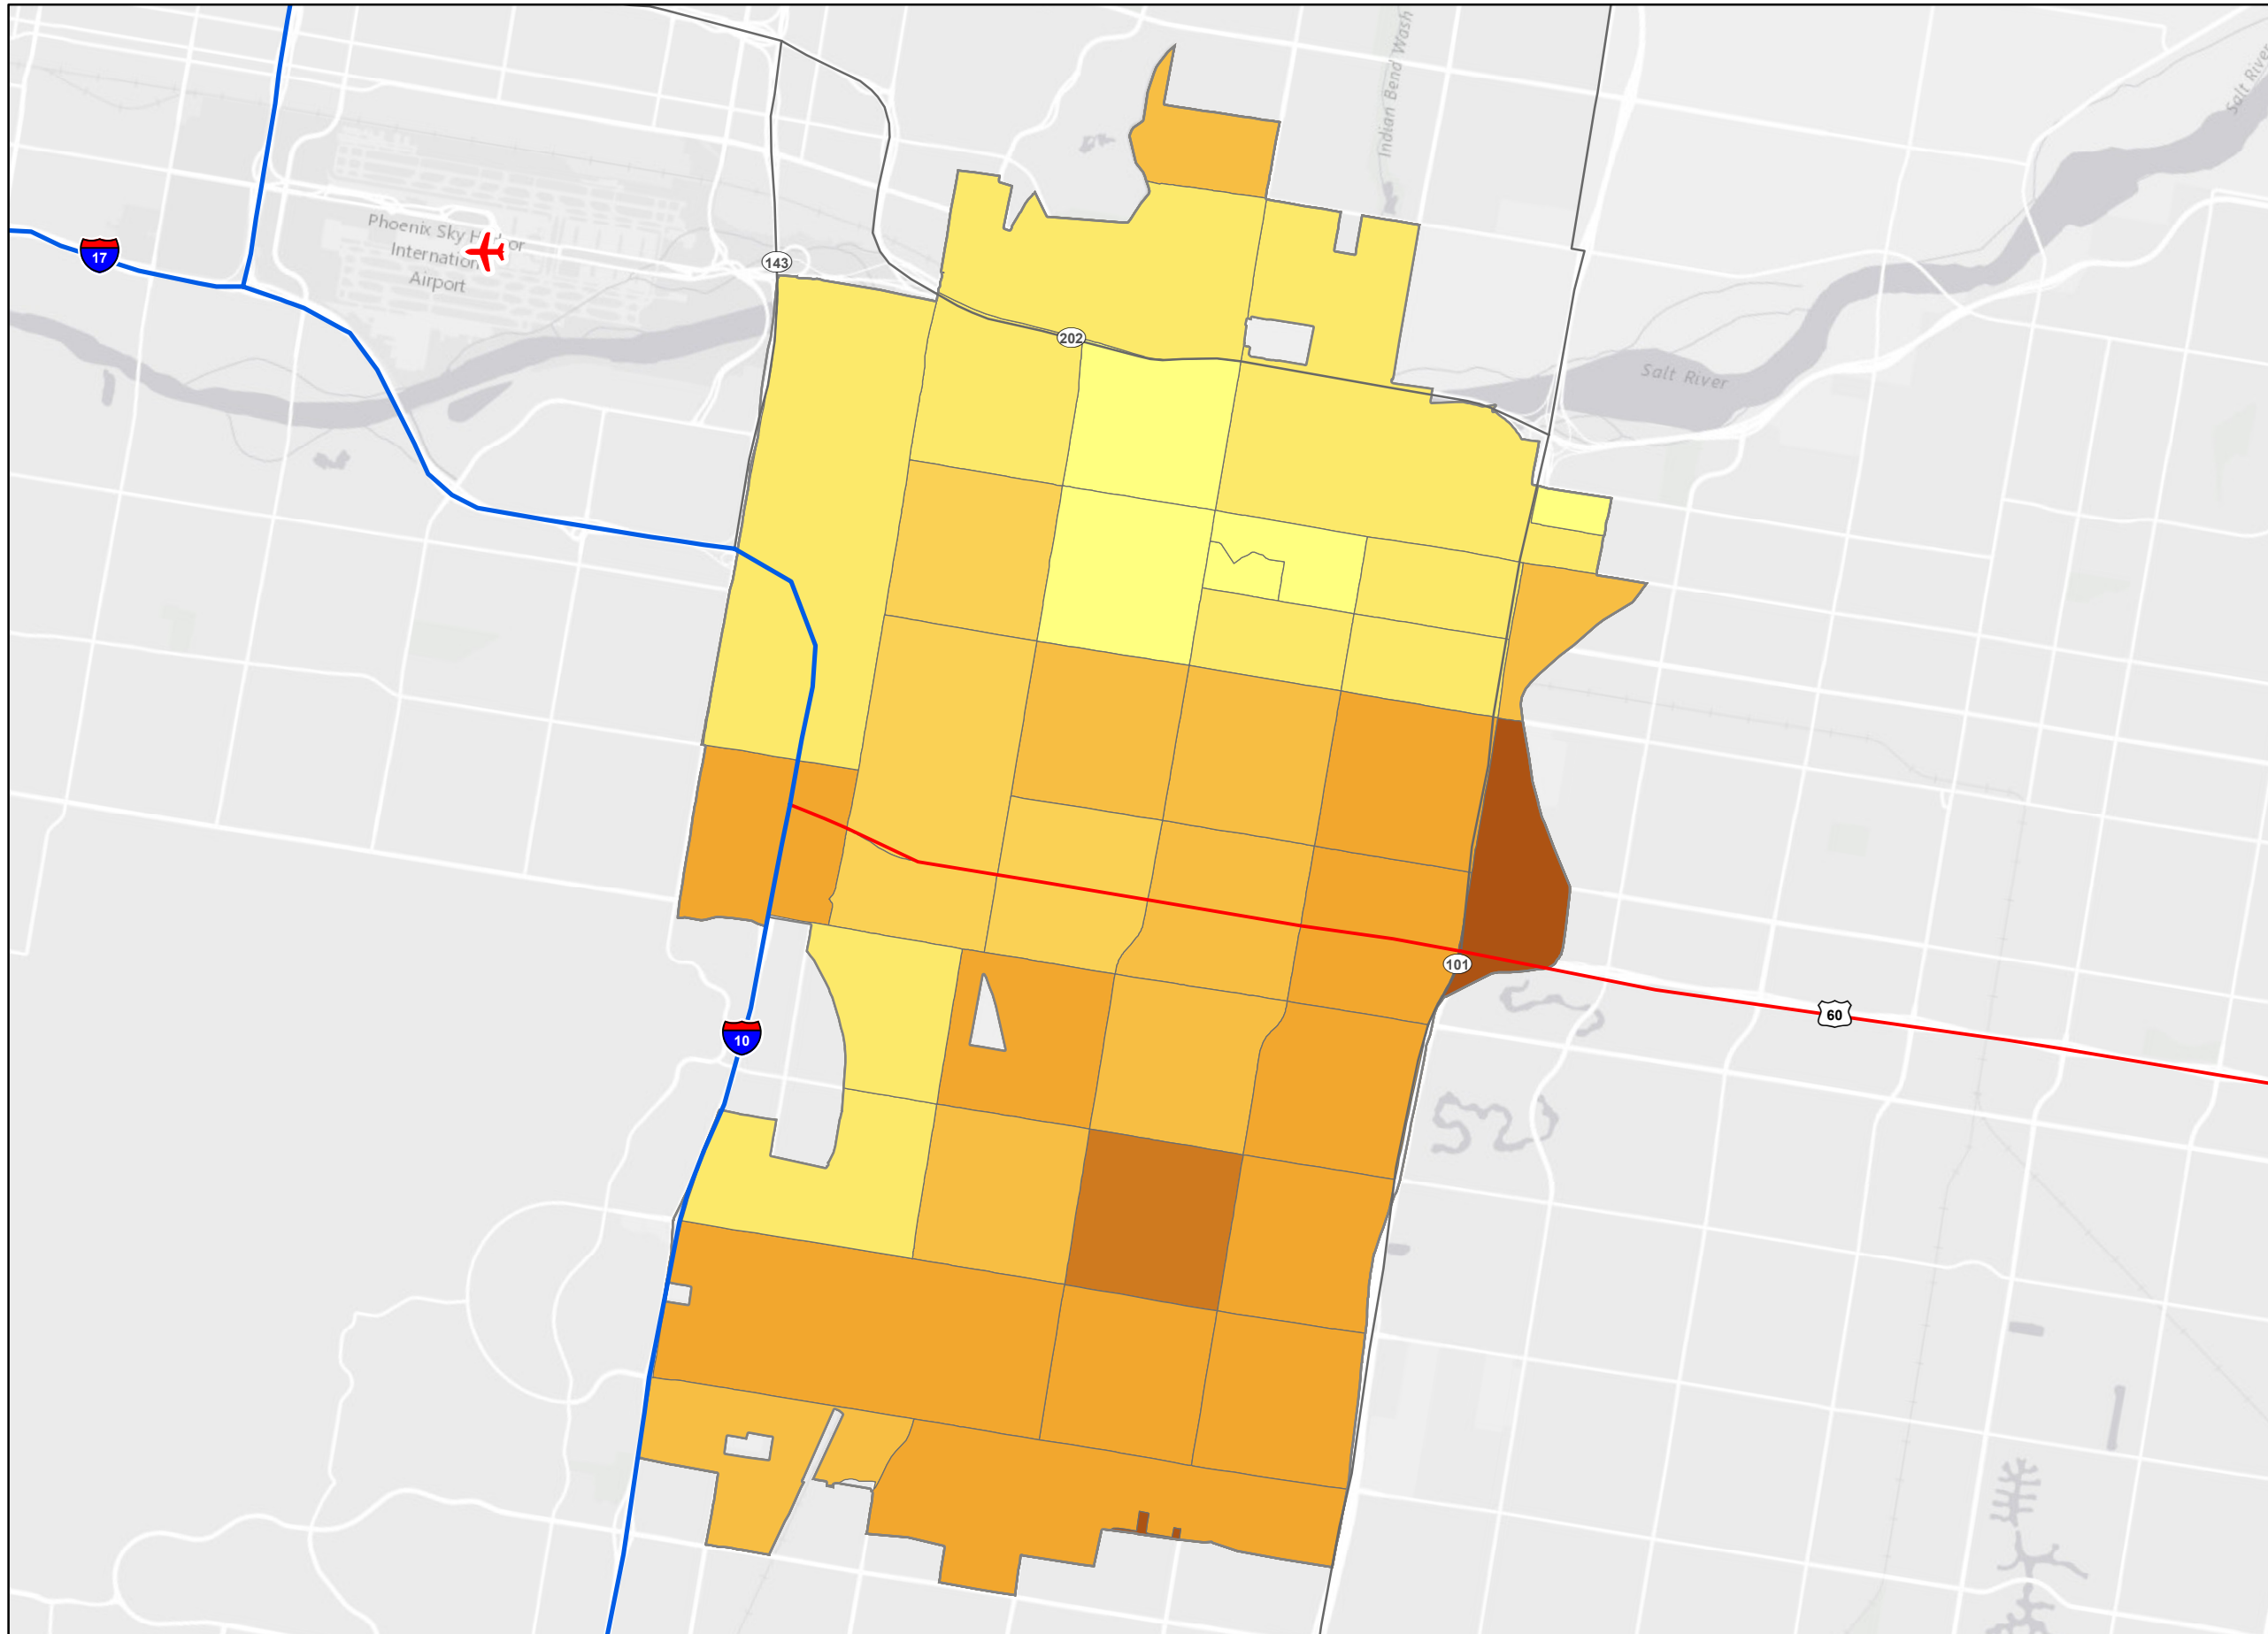 Indian Bend Wash
Salt River
Phoenix Sky Harbor
International
Airport
17
143
202
Salt River
101
60
10